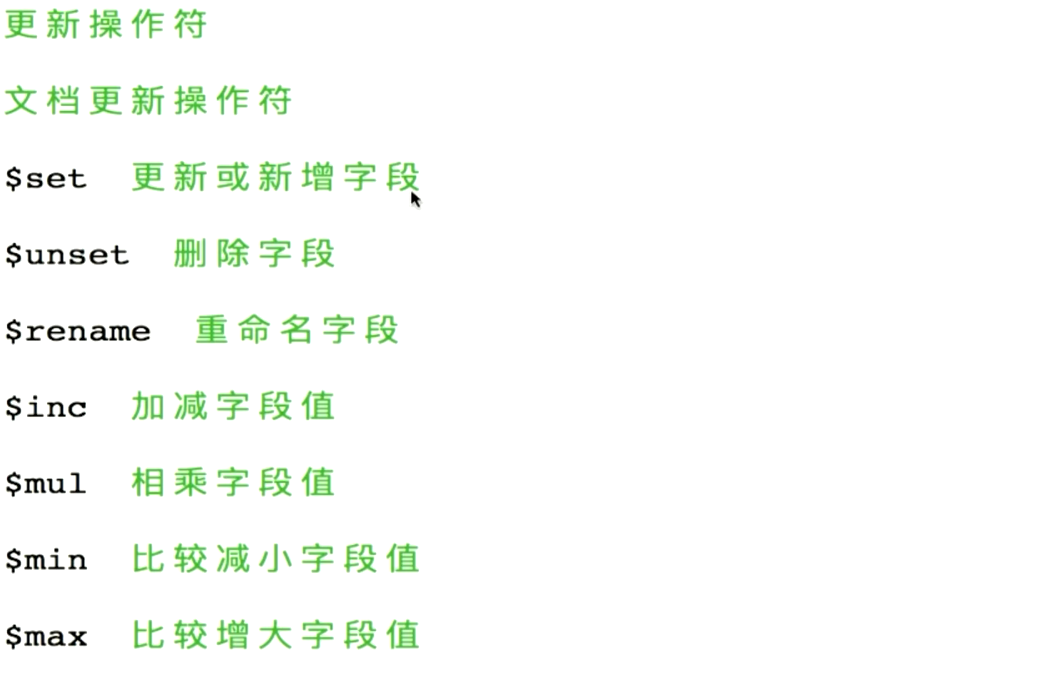 更新操作符
文档更新操作符
$set 更新或新增字段
$unset 删除字段
$rename 重命名字段
$inc 加减字段值
$mul 相乘字段值
$min 比较减小字段值
$max 比较增大字段值